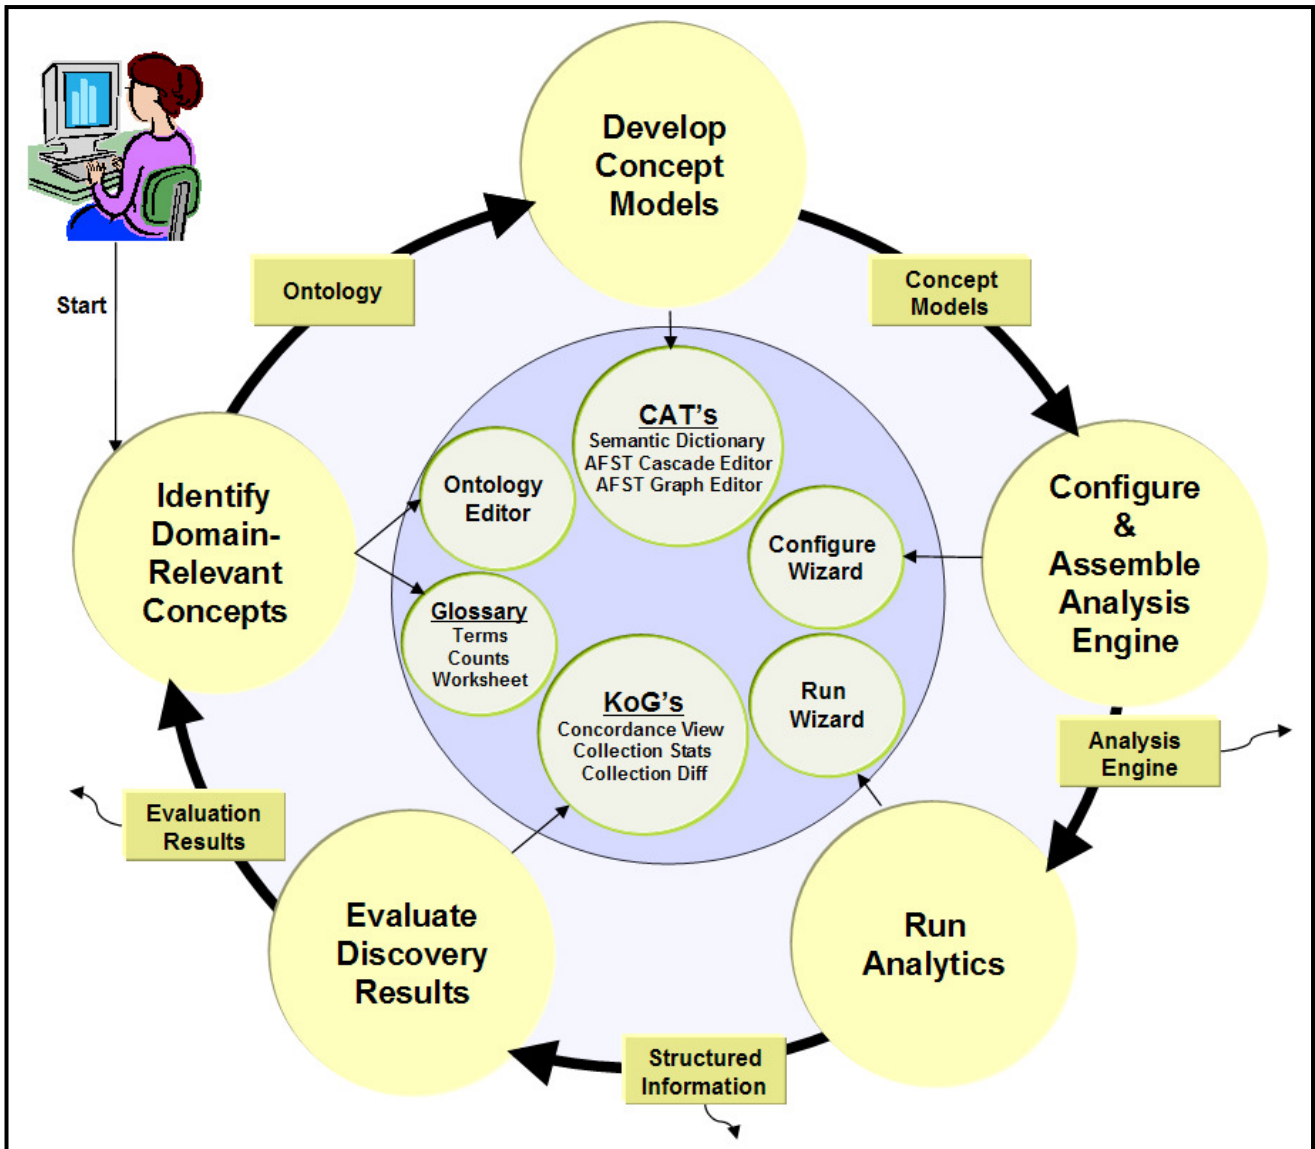 Develop
Concept
Models
Ontology
Concept
Models
Start
CAT's
Semantic Dictionary
AFST Cascade Editor
AFST Graph Editor
Ontology
Editor
Configure
Wizard
Identify
Domain-
Relevant
Concepts
Configure
&
Assemble
Analysis
Engine
Glossary
Terms
Counts
Worksheet
KoG's
Concordance View
Collection Stats
Collection Diff
Run
Wizard
Analysis
Engine
Evaluation
Results
Evaluate
Discovery
Results
Run
Analytics
Structured
Information